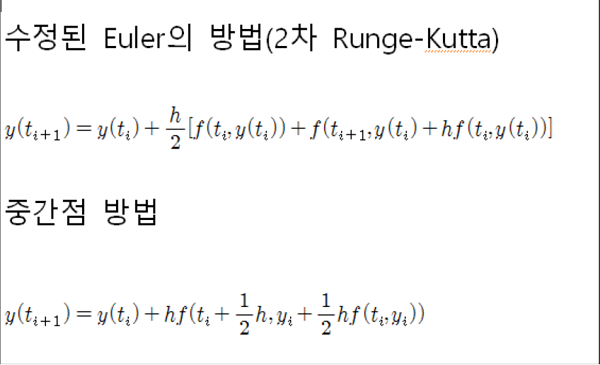 수정된 Euler의 방법(2차 Runge-Kutta)
y(t_{i+1}) = y(t_i) + \frac{h}{2}[f(t_i, y(t_i)) + f(t_{i+1}, y(t_i) + hf(t_i, y(t_i))]
중간점 방법
y(t_{i+1}) = y(t_i) + hf(t_i + \frac{1}{2}h, y_i + \frac{1}{2}hf(t_i, y_i))